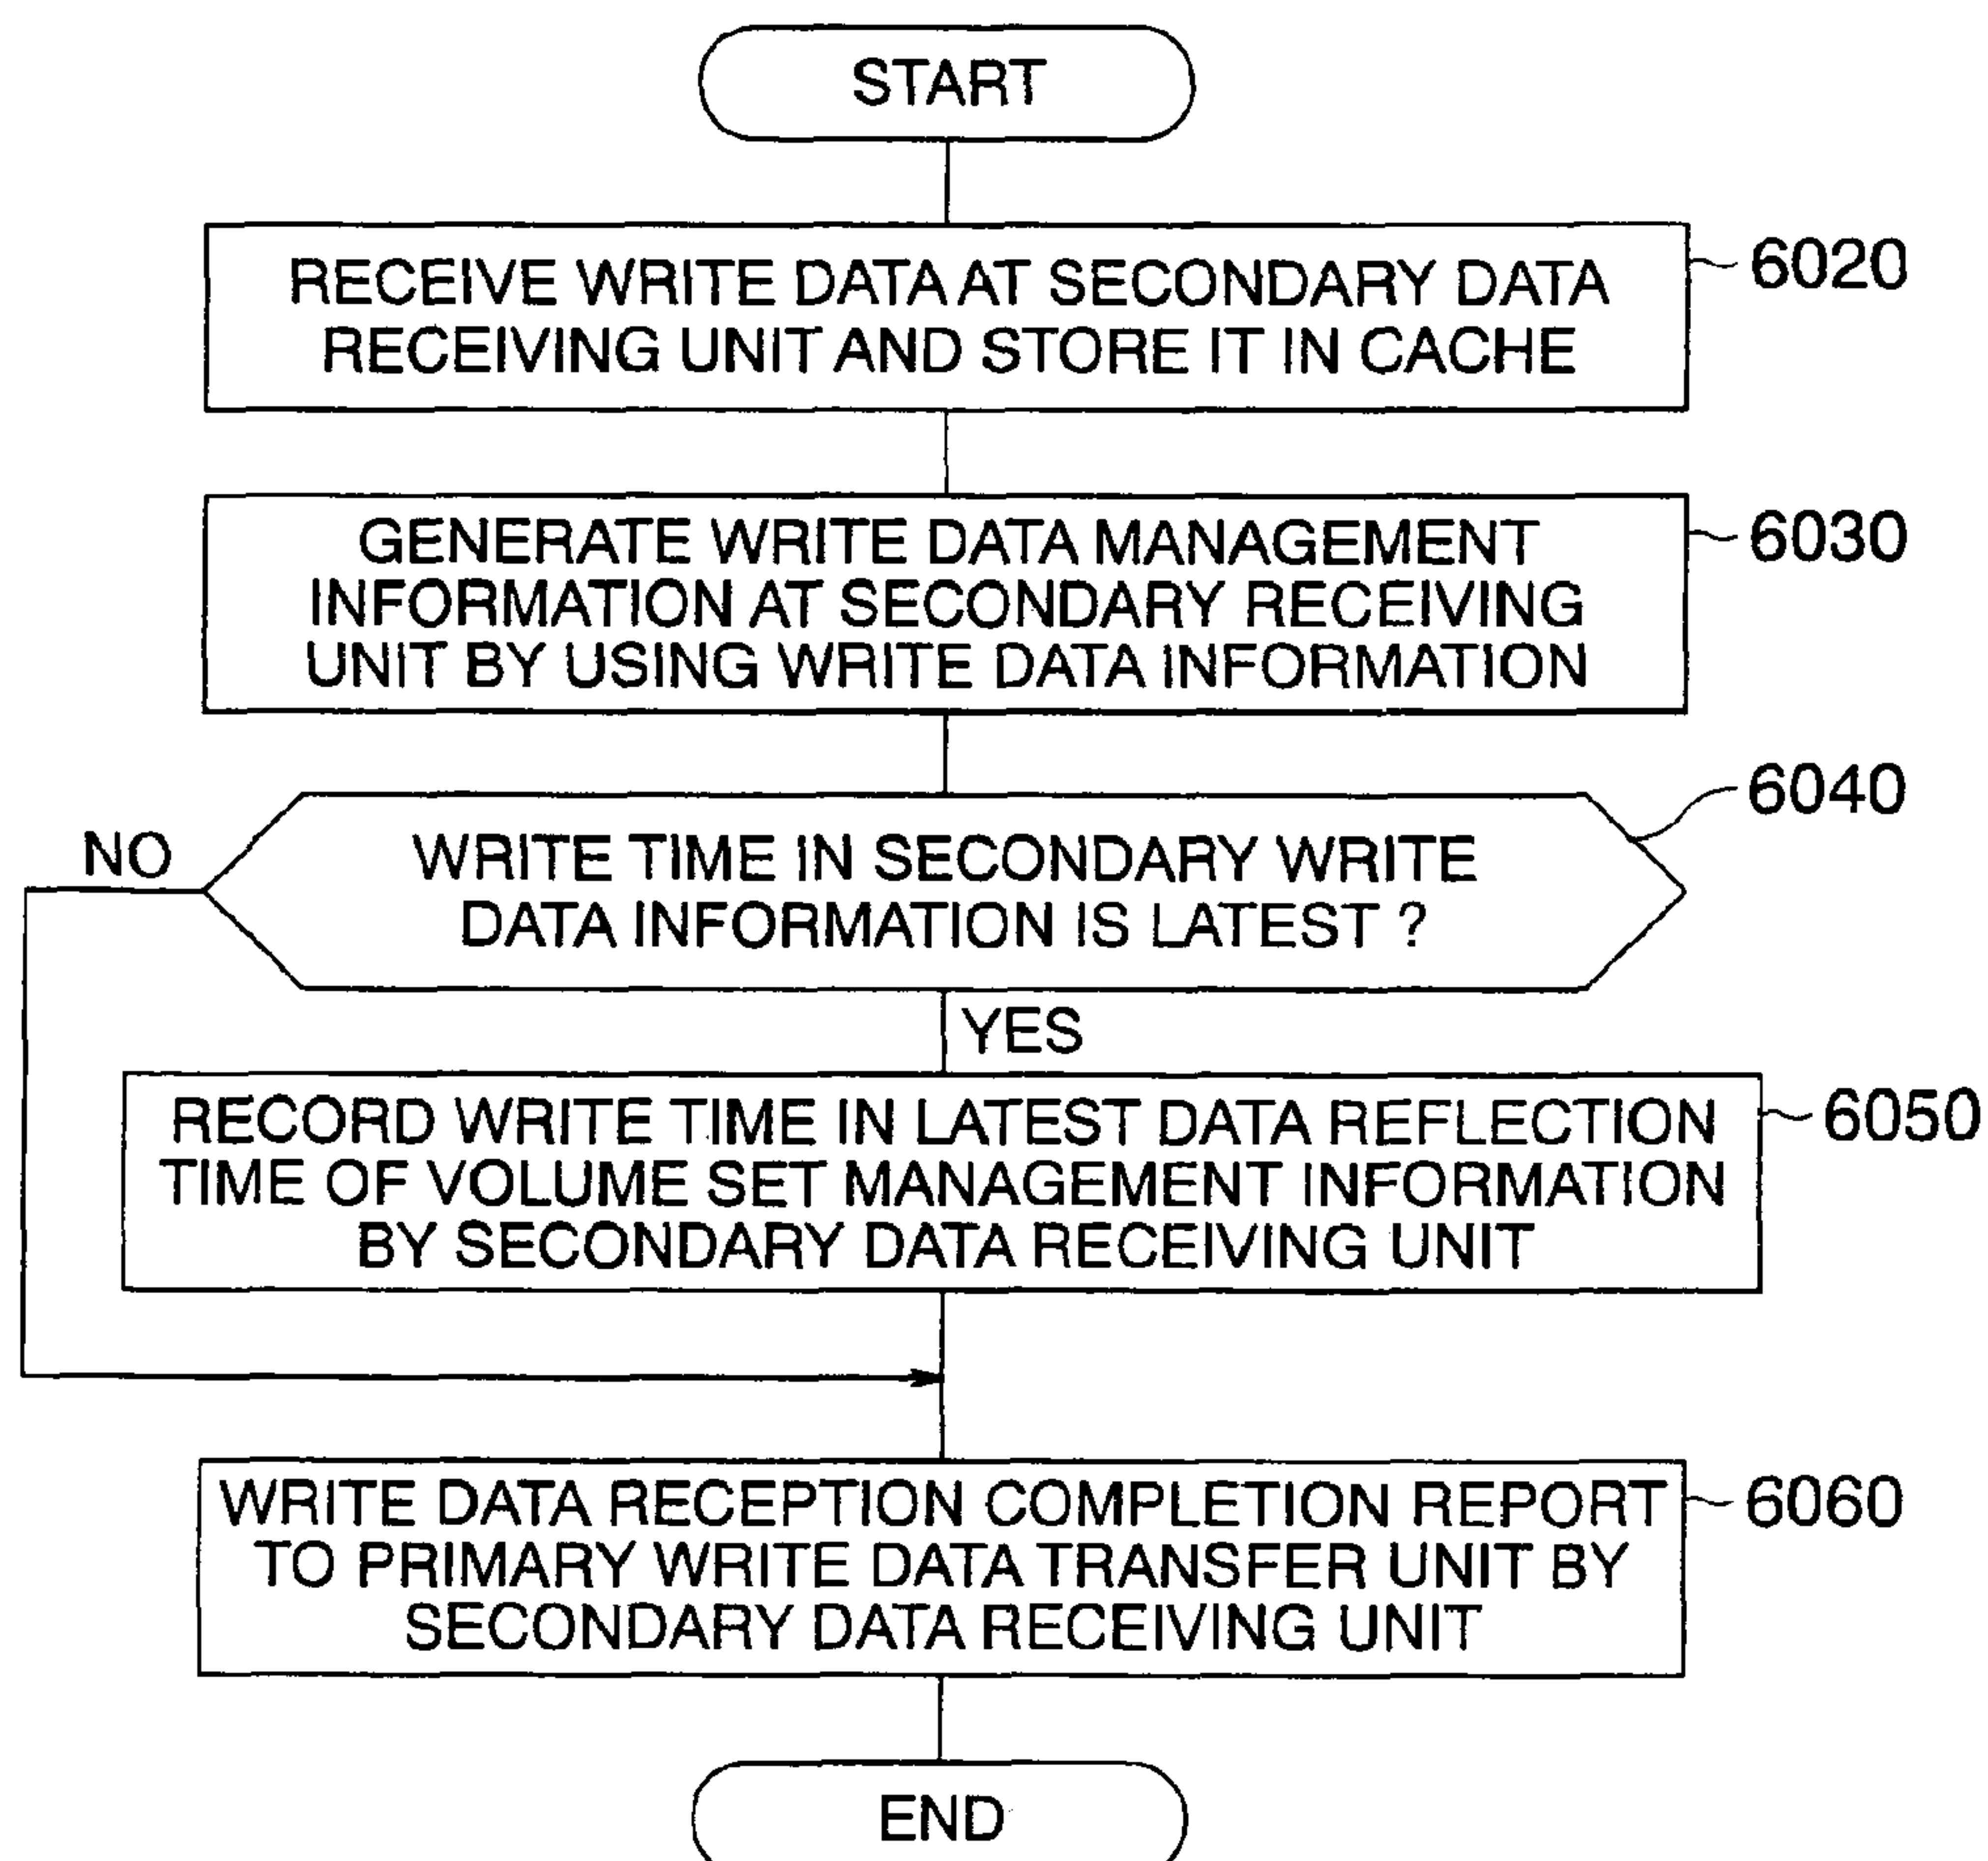 START
RECEIVE WRITE DATA AT SECONDARY DATA
RECEIVING UNIT AND STORE IT IN CACHE
6020
GENERATE WRITE DATA MANAGEMENT
INFORMATION AT SECONDARY RECEIVING
UNIT BY USING WRITE DATA INFORMATION
6030
6040
NO
WRITE TIME IN SECONDARY WRITE
DATA INFORMATION IS LATEST ?
YES
RECORD WRITE TIME IN LATEST DATA REFLECTION
TIME OF VOLUME SET MANAGEMENT INFORMATION
BY SECONDARY DATA RECEIVING UNIT
6050
WRITE DATA RECEPTION COMPLETION REPORT
TO PRIMARY WRITE DATA TRANSFER UNIT BY
SECONDARY DATA RECEIVING UNIT
6060
END